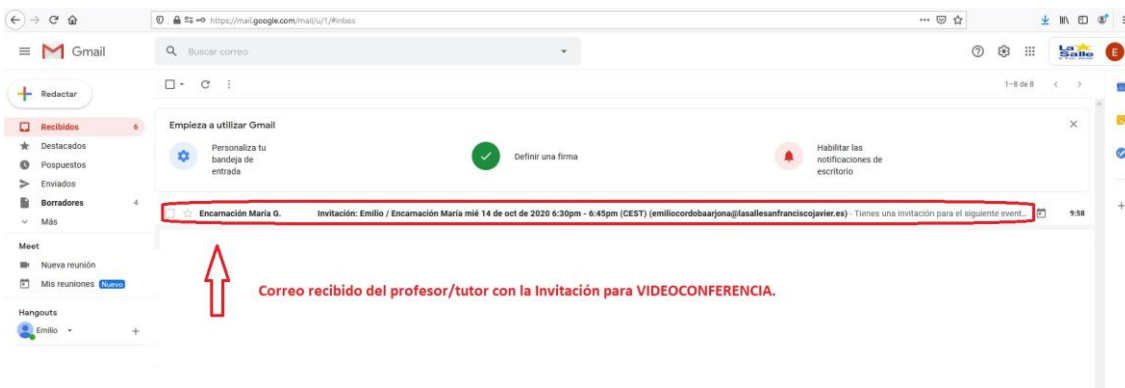 https://mail.google.com/mail/u/1/#inbox
Gmail
Buscar correo
La Salle
E
Redactar
1-8 de 8
Recibidos 6
Destacados
Pospuestos
Enviados
Borradores 4
Más
Meet
Nueva reunión
Mis reuniones Nuevo
Hangouts
Emilio
Empieza a utilizar Gmail
Personaliza tu
bandeja de
entrada
Definir una firma
Habilitar las
notificaciones de
escritorio
Encarnación María G. Invitación: Emilio / Encarnación María mié 14 de oct de 2020 6:30pm - 6:45pm (CEST) (emiliocordobaarjona@lasallesanfranciscojavier.es) - Tienes una invitación para el siguiente event... 9:58
Correo recibido del profesor/tutor con la Invitación para VIDEOCONFERENCIA.